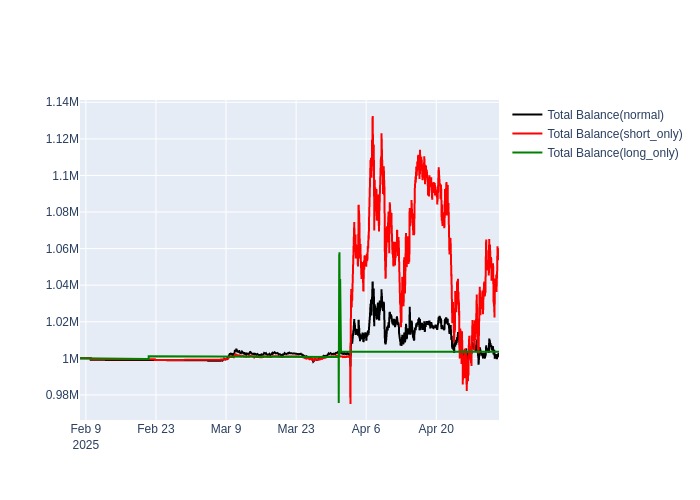 1.14M
1.12M
1.1M
1.08M
1.06M
1.04M
1.02M
1M
0.98M
Feb 9
2025
Feb 23
Mar 9
Mar 23
Apr 6
Apr 20
Total Balance(normal)
Total Balance(short_only)
Total Balance(long_only)